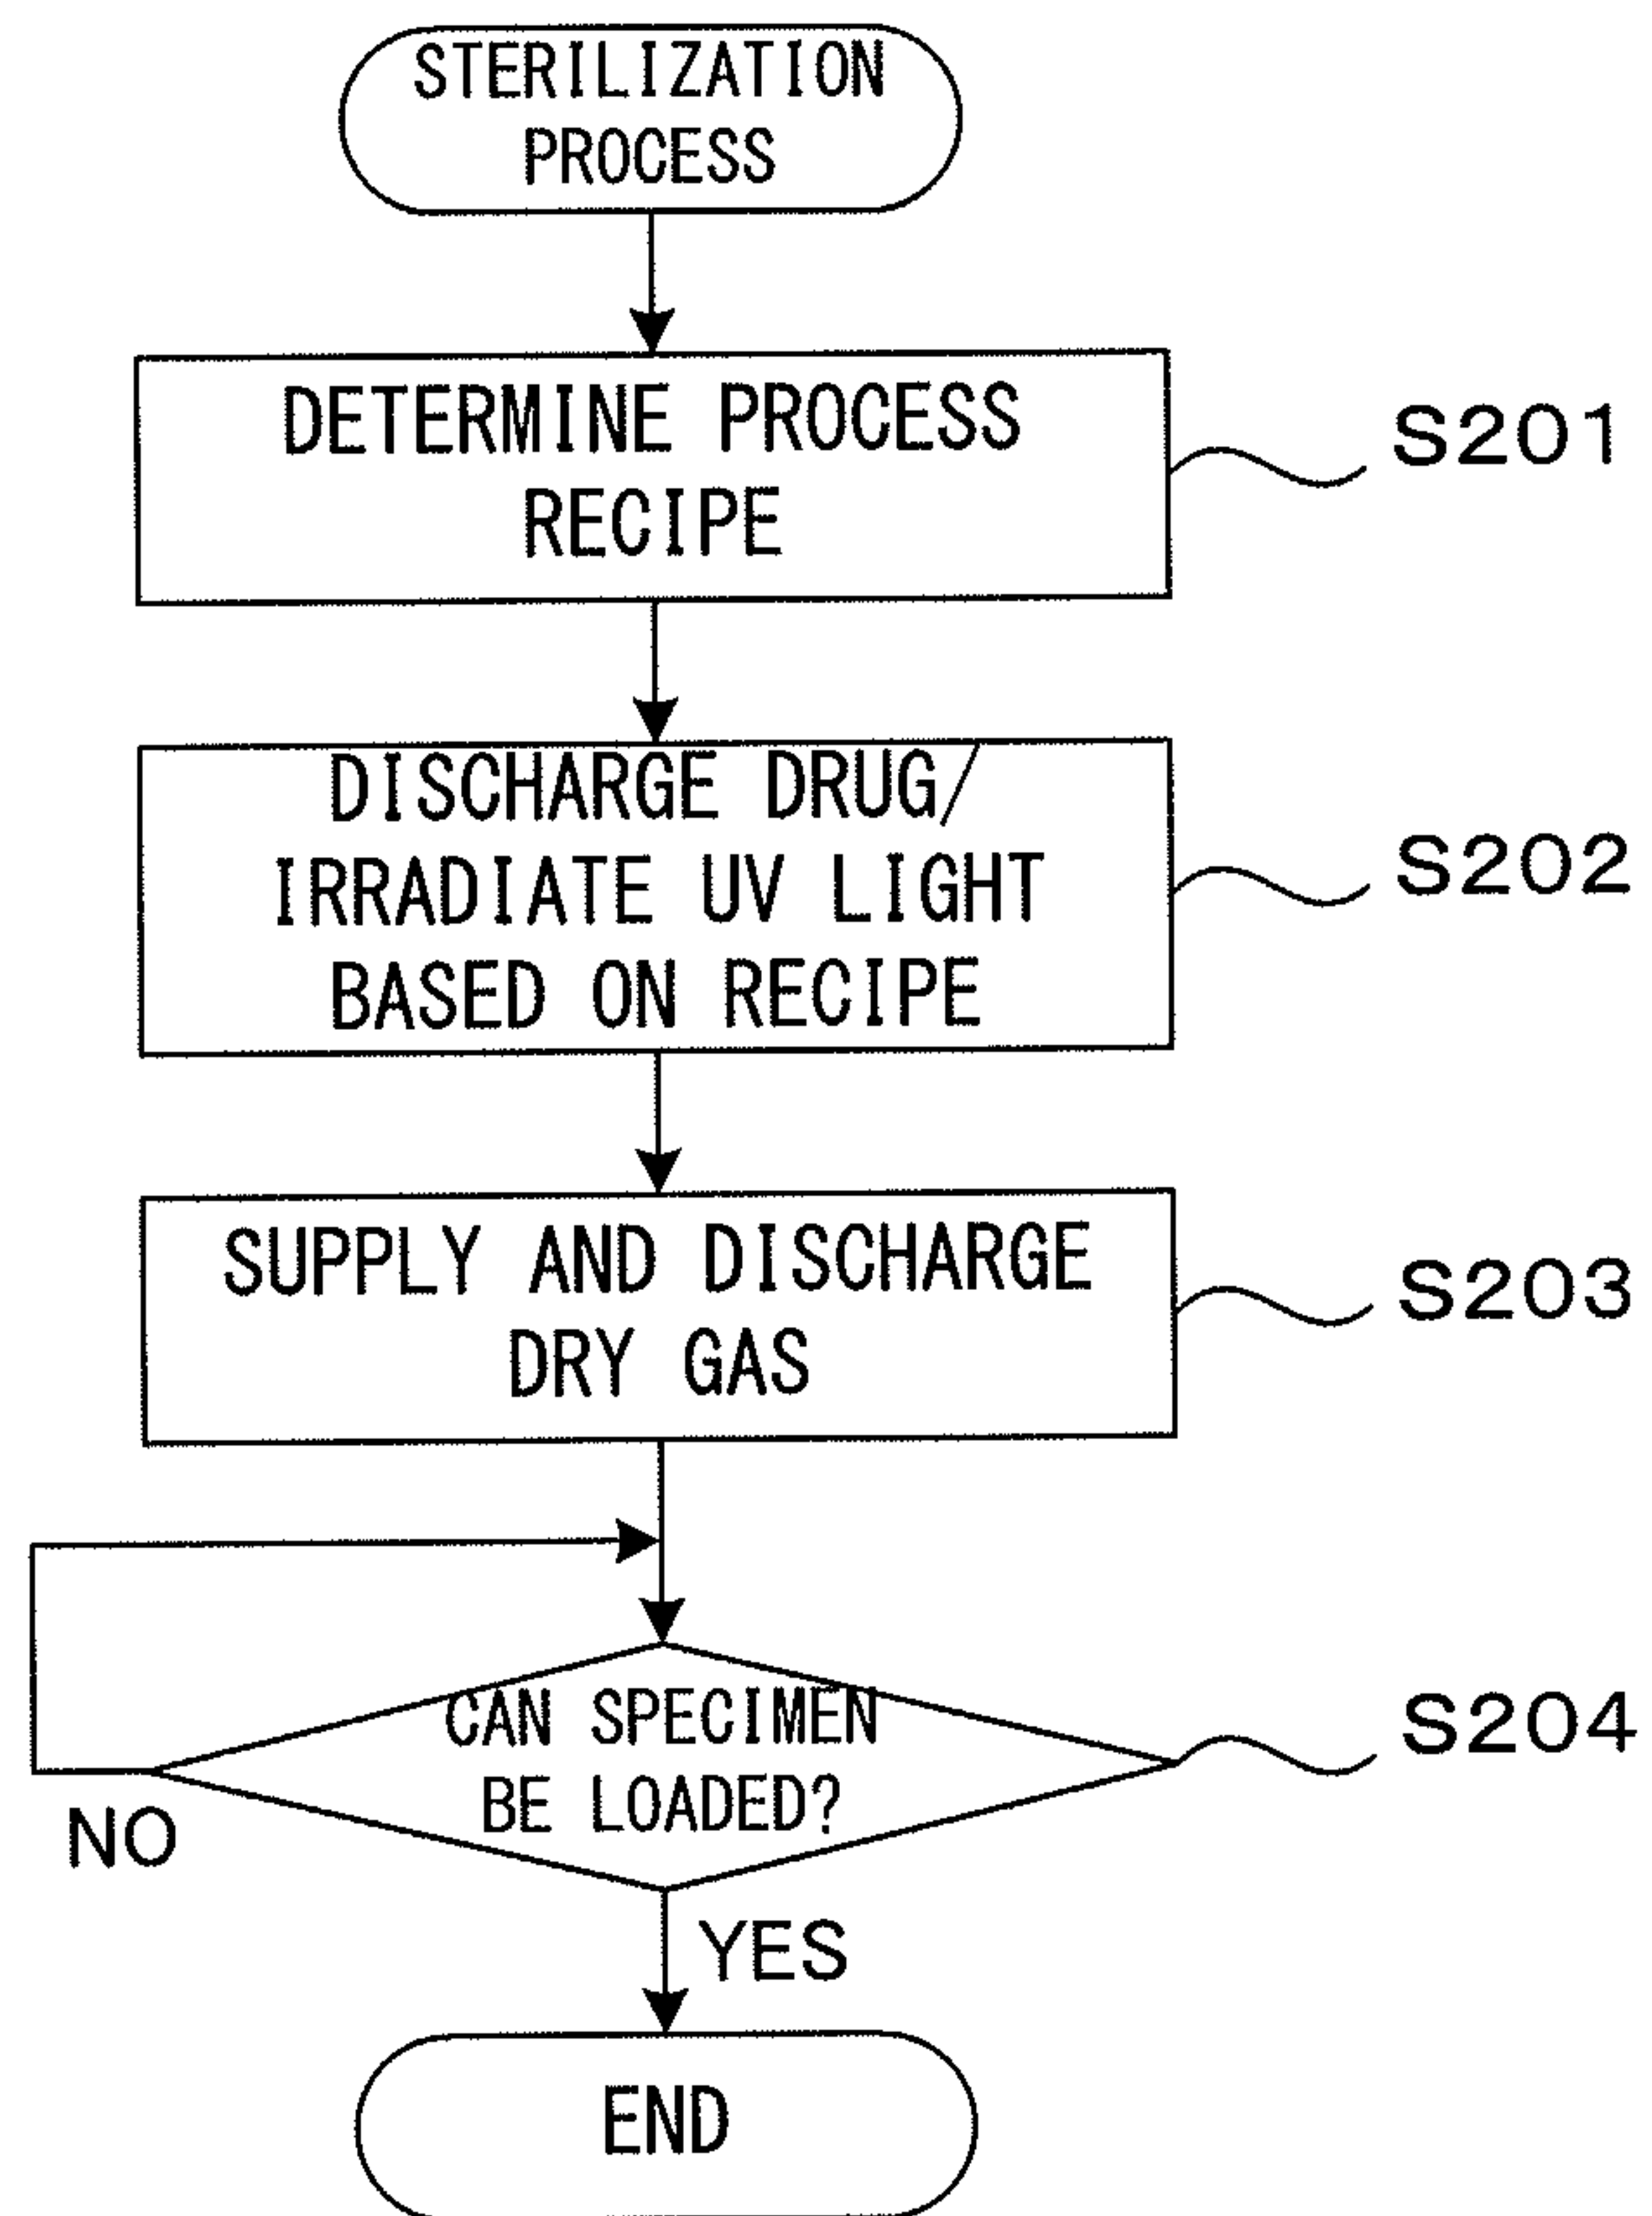 STERILIZATION
PROCESS
DETERMINE PROCESS
RECIPE
S201
DISCHARGE DRUG/
IRRADIATE UV LIGHT
BASED ON RECIPE
S202
SUPPLY AND DISCHARGE
DRY GAS
S203
CAN SPECIMEN
BE LOADED?
S204
NO
YES
END